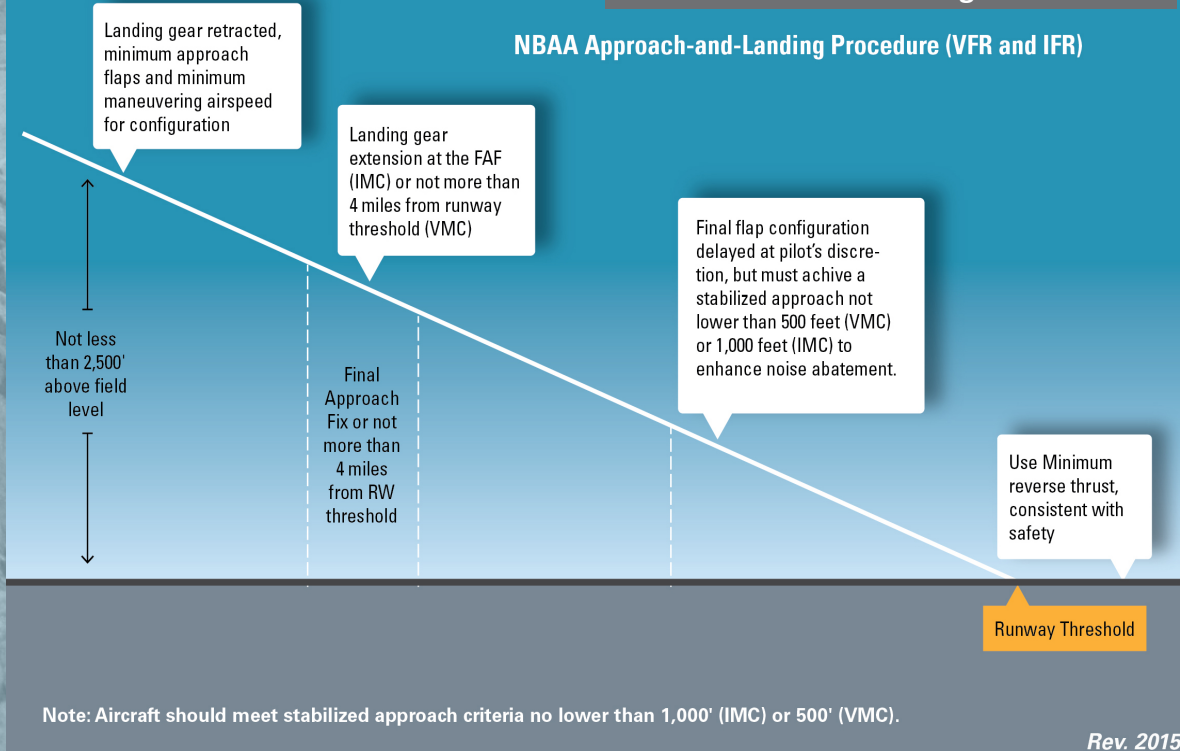 NBAA Approach-and-Landing Procedure (VFR and IFR)
Landing gear retracted,
minimum approach
flaps and minimum
maneuvering airspeed
for configuration
Landing gear
extension at the FAF
(IMC) or not more than
4 miles from runway
threshold (VMC)
Final flap configuration
delayed at pilot’s discre-
tion, but must achive a
stabilized approach not
lower than 500 feet (VMC)
or 1,000 feet (IMC) to
enhance noise abatement.
Not less
than 2,500'
above field
level
Final
Approach
Fix or not
more than
4 miles
from RW
threshold
Use Minimum
reverse thrust,
consistent with
safety
Runway Threshold
Note: Aircraft should meet stabilized approach criteria no lower than 1,000' (IMC) or 500' (VMC).
Rev. 2015